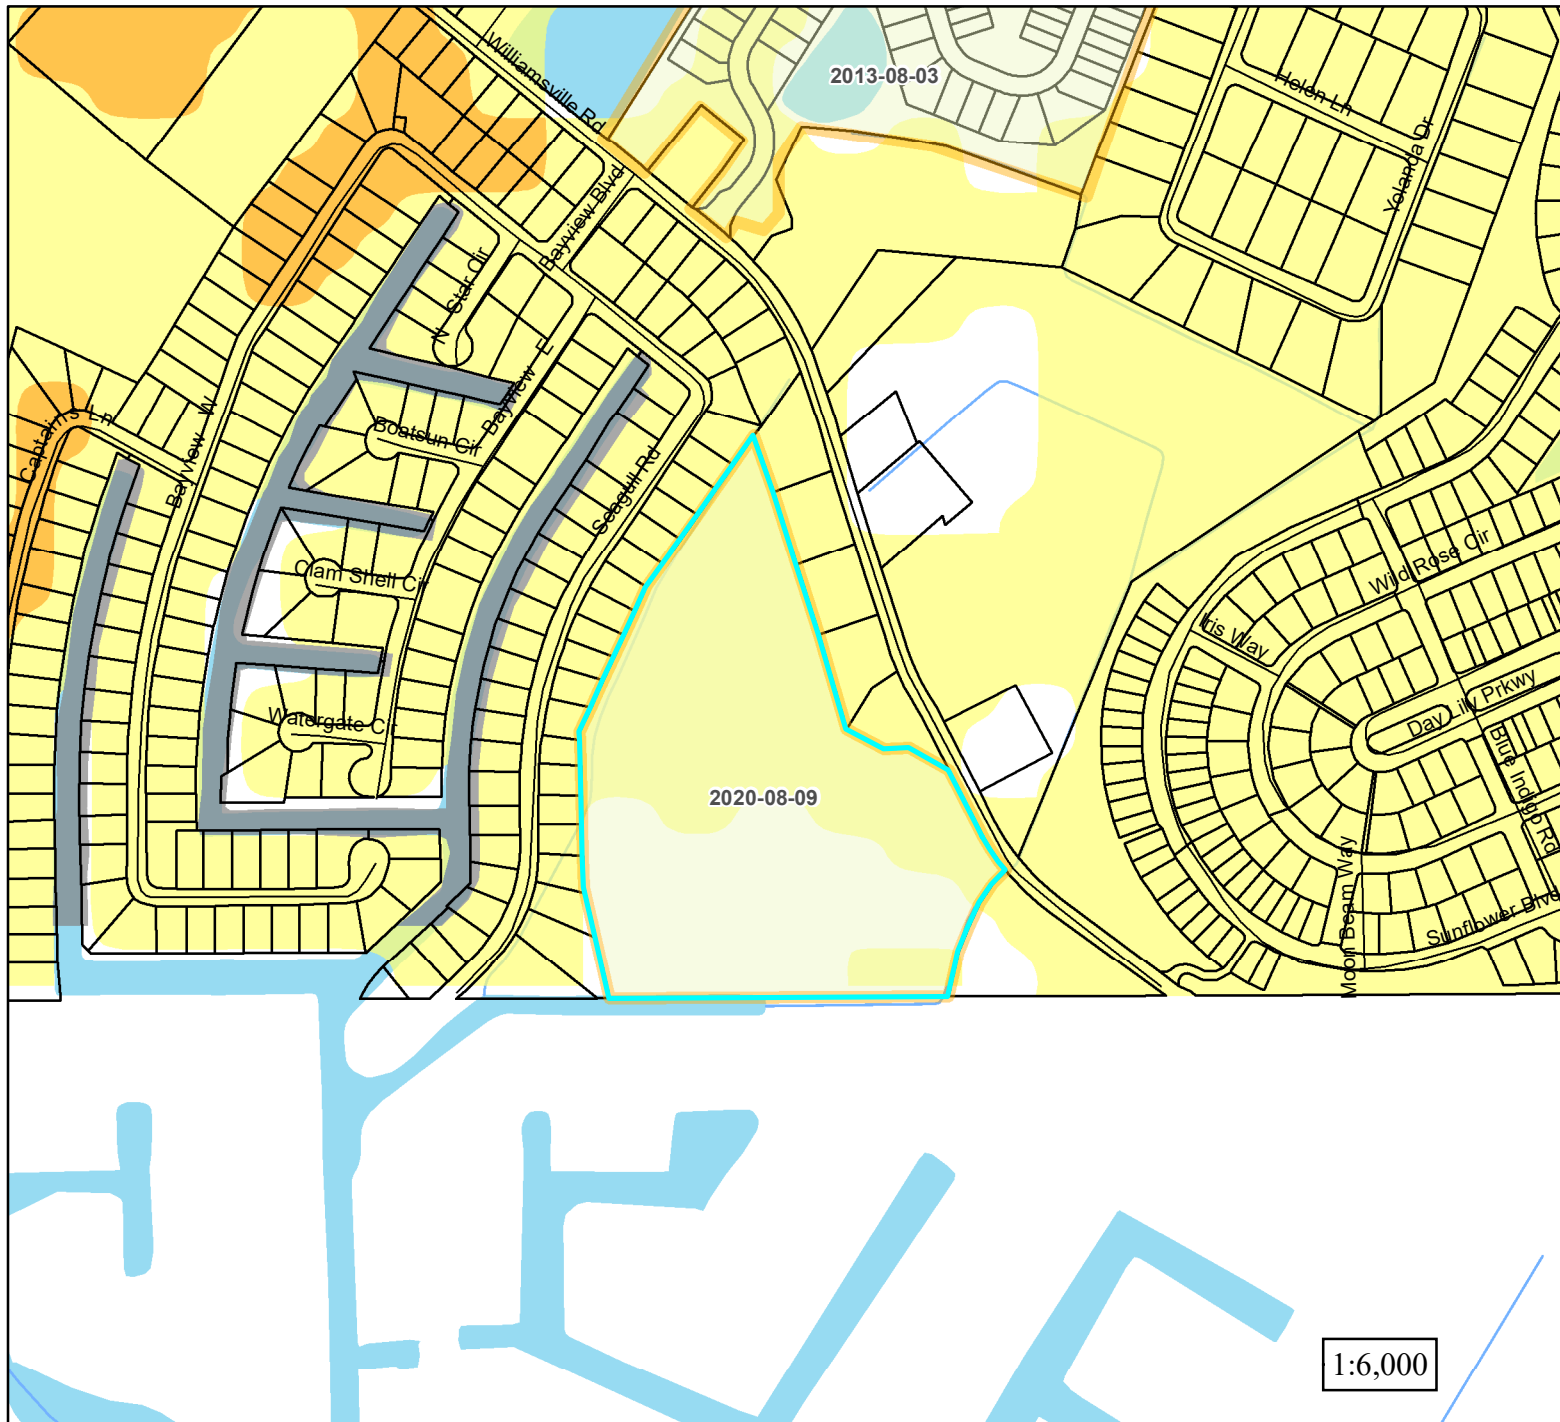 Williamsville Rd
2013-08-03
Helen Ln
Yolanda Dr
Bayview Blvd
N Star Cir
Bayview E
Captain's Ln
Bayview W
Boatsun Cir
Seagull Rd
Clam Shell Cir
Wild Rose Cir
Iris Way
Watergate Cir
Day Lily Prkwy
Blue Indigo Rd
2020-08-09
Moon Beam Way
Sunflower Blvd
1:6,000